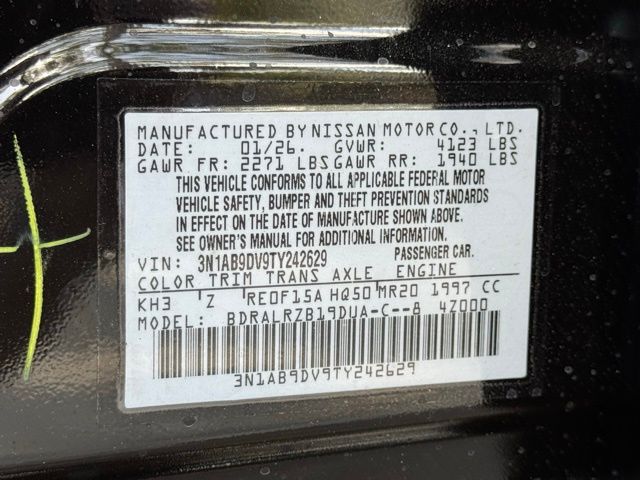 MANUFACTURED BY NISSAN MOTOR CO., LTD.
DATE: 01/26. GVWR: 4123 LBS
GAWR FR: 2271 LBS GAWR RR: 1940 LBS
THIS VEHICLE CONFORMS TO ALL APPLICABLE FEDERAL MOTOR
VEHICLE SAFETY, BUMPER AND THEFT PREVENTION STANDARDS
IN EFFECT ON THE DATE OF MANUFACTURE SHOWN ABOVE.
SEE OWNER'S MANUAL FOR ADDITIONAL INFORMATION.
VIN: 3N1AB9DV9TY242629 PASSENGER CAR.
COLOR TRIM TRANS AXLE ENGINE
KH3 Z RE0F15A HQ50 MR20 1997 CC
MODEL: BDRALRZB19DUA-C--8 4Z000
3N1AB9DV9TY242629